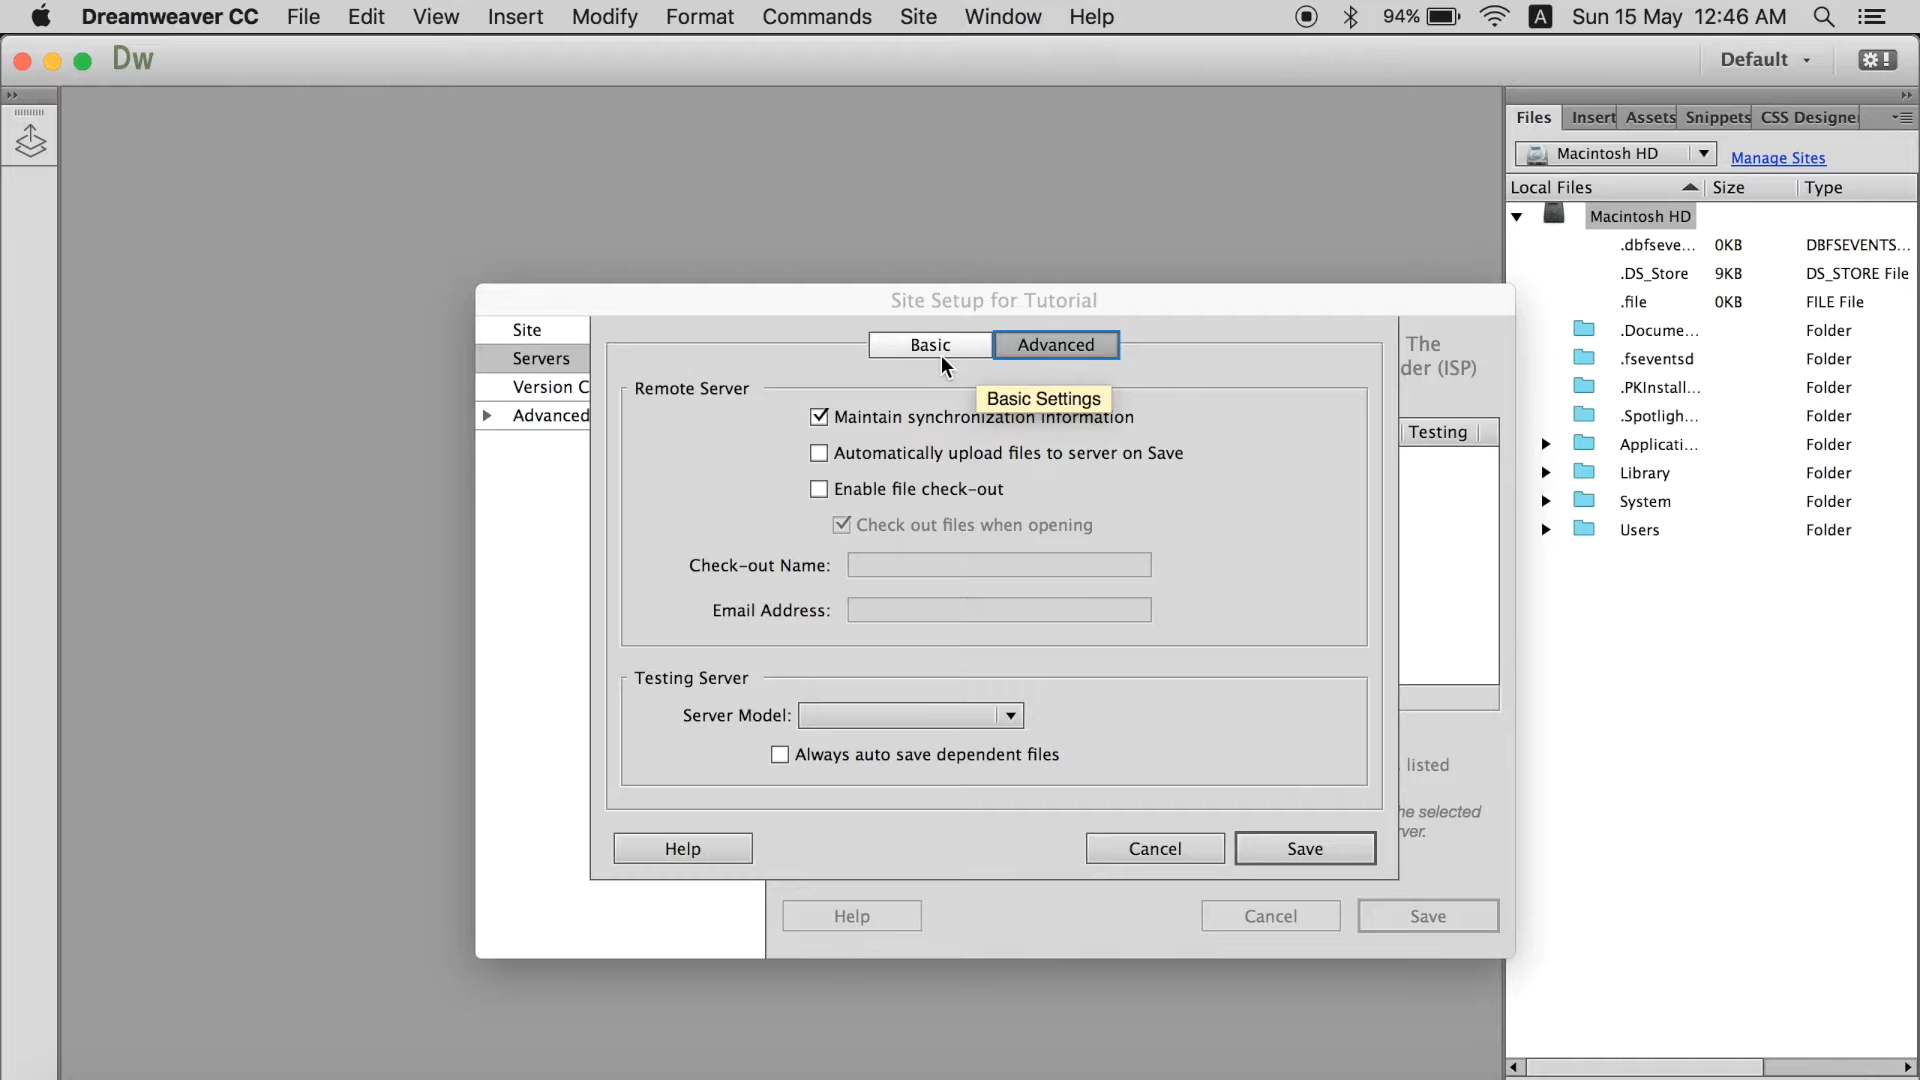 Dreamweaver CC File Edit View Insert Modify Format Commands Site Window Help 94% A Sun 15 May 12:46 AM
Dw Default
Files Insert Assets Snippets CSS Designe
Macintosh HD Manage Sites
Local Files Size Type
Macintosh HD
.dbfseve... 0KB DBFSEVENTS...
.DS_Store 9KB DS_STORE File
.file 0KB FILE File
.Docume... Folder
.fseventsd Folder
.PKInstall... Folder
.Spotligh... Folder
Applicati... Folder
Library Folder
System Folder
Users Folder
Site Setup for Tutorial
Site
Servers
Version C
Advanced
Basic Advanced
Basic Settings
Remote Server
Maintain synchronization information
Automatically upload files to server on Save
Enable file check-out
Check out files when opening
Check-out Name:
Email Address:
Testing Server
Server Model:
Always auto save dependent files
Help Cancel Save
The
der (ISP)
Testing
listed
he selected
ver.
Help Cancel Save